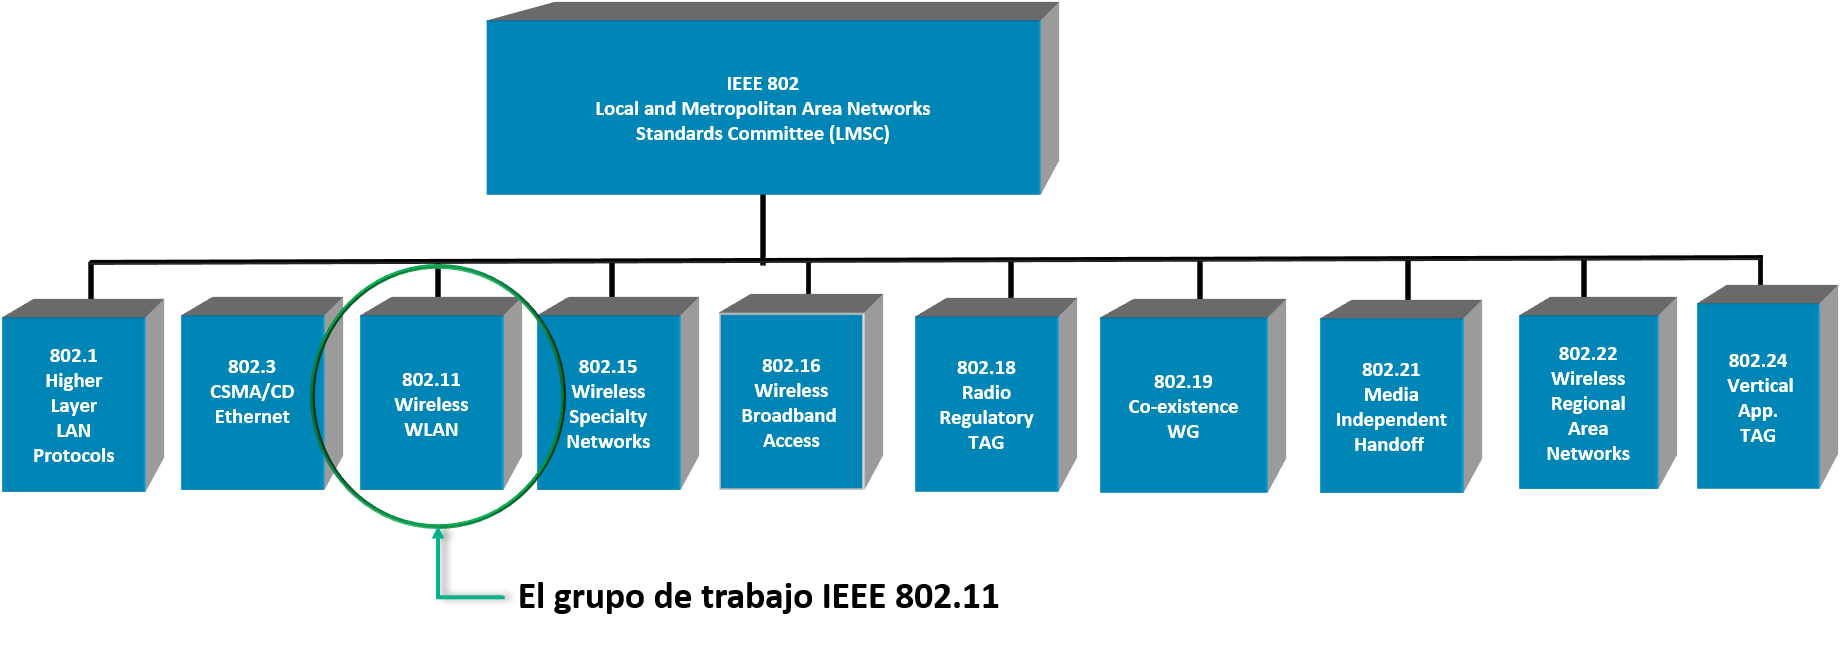 IEEE 802
Local and Metropolitan Area Networks
Standards Committee (LMSC)
802.1
Higher
Layer
LAN
Protocols
802.3
CSMA/CD
Ethernet
802.11
Wireless
WLAN
802.15
Wireless
Specialty
Networks
802.16
Wireless
Broadband
Access
802.18
Radio
Regulatory
TAG
802.19
Co-existence
WG
802.21
Media
Independent
Handoff
802.22
Wireless
Regional
Area
Networks
802.24
Vertical
App.
TAG
El grupo de trabajo IEEE 802.11